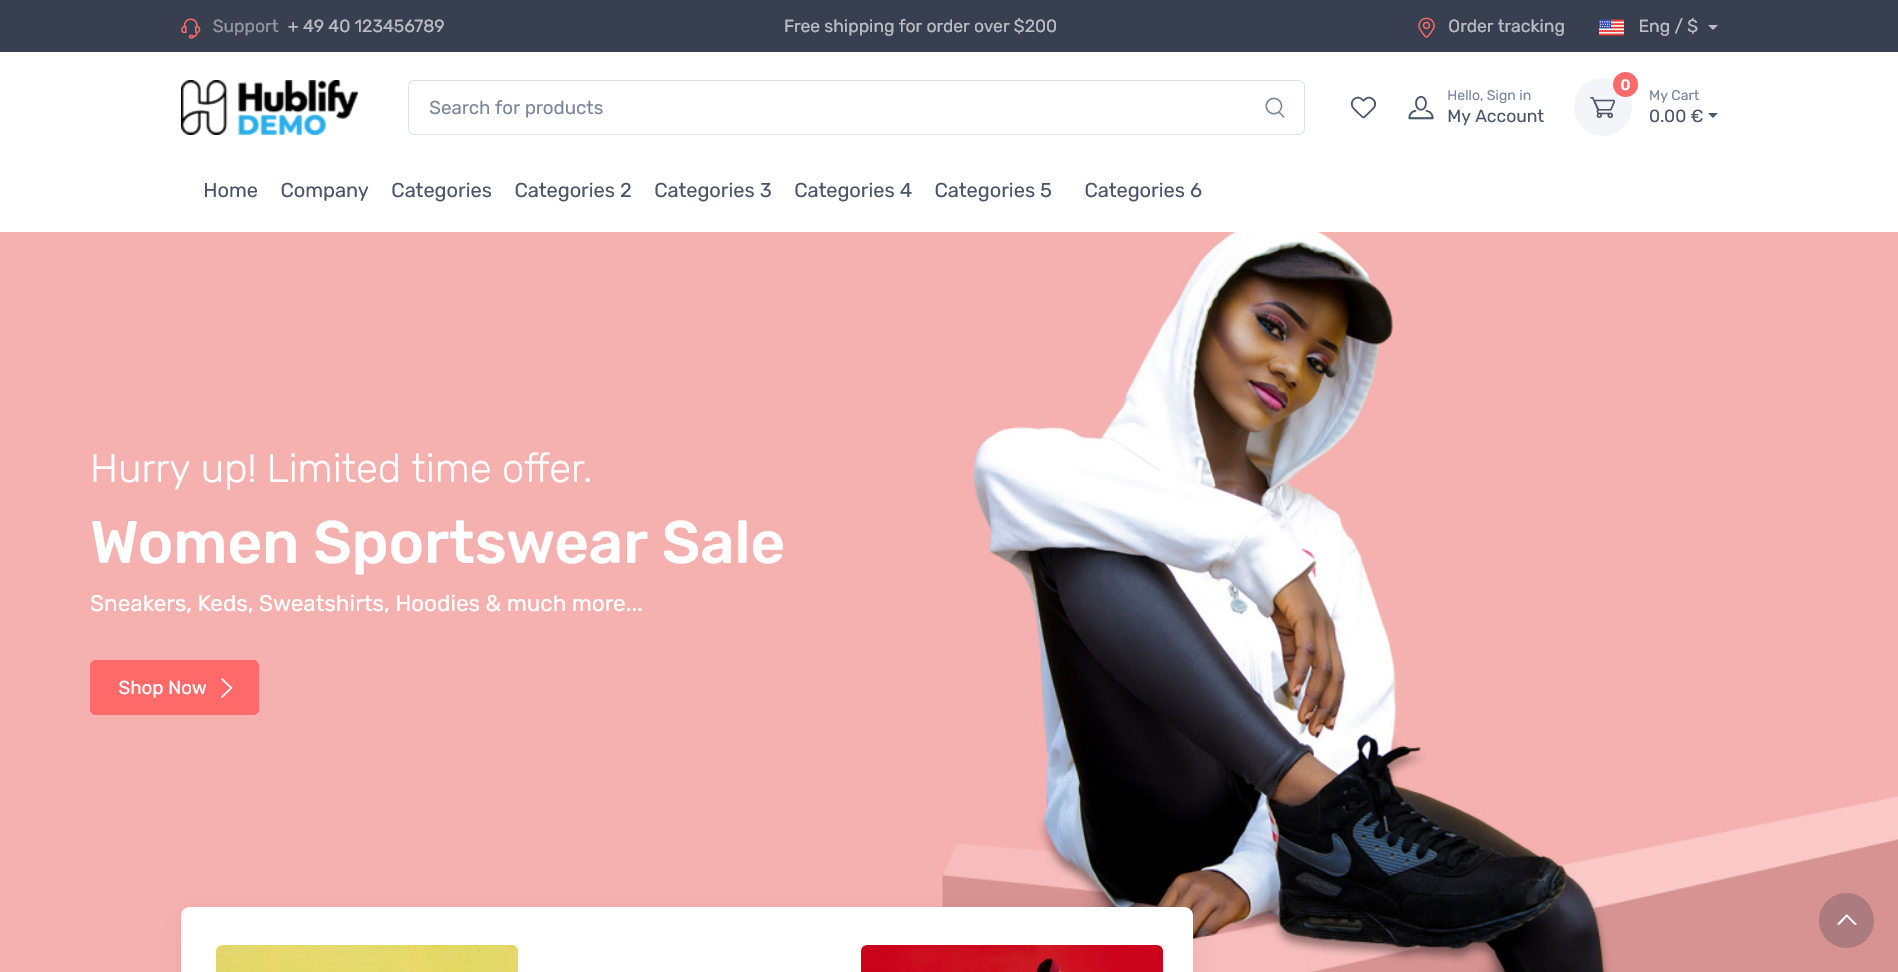 Support + 49 40 123456789
Free shipping for order over $200
Order tracking
Eng / $
Hublify
DEMO
Search for products
Hello, Sign in
My Account
0
My Cart
0.00 €
Home Company Categories Categories 2 Categories 3 Categories 4 Categories 5 Categories 6
Hurry up! Limited time offer.
Women Sportswear Sale
Sneakers, Keds, Sweatshirts, Hoodies & much more...
Shop Now